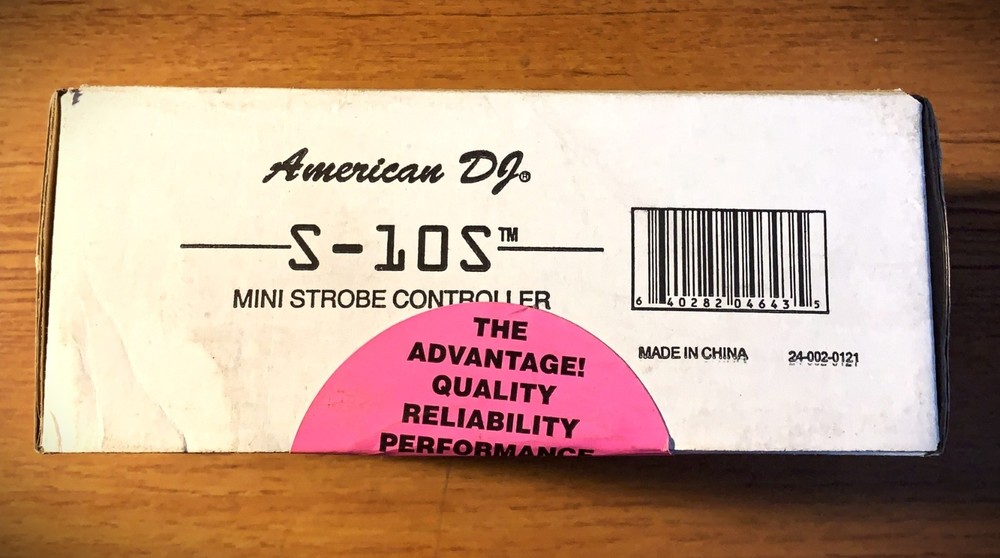 American DJ®
S-10S™
MINI STROBE CONTROLLER
6 40282 04643 5
MADE IN CHINA 24-002-0121
THE
ADVANTAGE!
QUALITY
RELIABILITY
PERFORMANCE